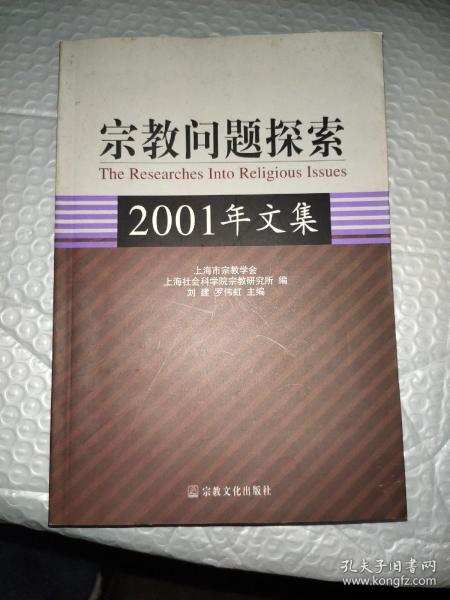 宗教问题探索
The Researches Into Religious Issues
2001年文集
上海市宗教学会
上海社会科学院宗教研究所 编
刘 建 罗伟虹 主编
宗教文化出版社
孔夫子旧书网
www.kongfz.com